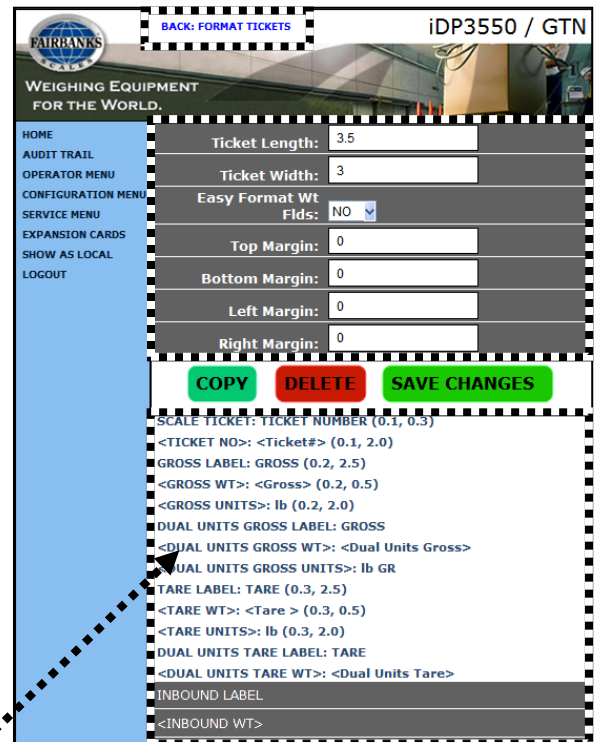 BACK: FORMAT TICKETS
iDP3550 / GTN
FAIRBANKS
SCALES
WEIGHING EQUIPMENT
FOR THE WORLD.
HOME
AUDIT TRAIL
OPERATOR MENU
CONFIGURATION MENU
SERVICE MENU
EXPANSION CARDS
SHOW AS LOCAL
LOGOUT
Ticket Length: 3.5
Ticket Width: 3
Easy Format Wt
Flds: NO
Top Margin: 0
Bottom Margin: 0
Left Margin: 0
Right Margin: 0
COPY DELETE SAVE CHANGES
SCALE TICKET: TICKET NUMBER (0.1, 0.3)
<TICKET NO>: <Ticket#> (0.1, 2.0)
GROSS LABEL: GROSS (0.2, 2.5)
<GROSS WT>: <Gross> (0.2, 0.5)
<GROSS UNITS>: lb (0.2, 2.0)
DUAL UNITS GROSS LABEL: GROSS
<DUAL UNITS GROSS WT>: <Dual Units Gross>
<DUAL UNITS GROSS UNITS>: lb GR
TARE LABEL: TARE (0.3, 2.5)
<TARE WT>: <Tare > (0.3, 0.5)
<TARE UNITS>: lb (0.3, 2.0)
DUAL UNITS TARE LABEL: TARE
<DUAL UNITS TARE WT>: <Dual Units Tare>
INBOUND LABEL
<INBOUND WT>